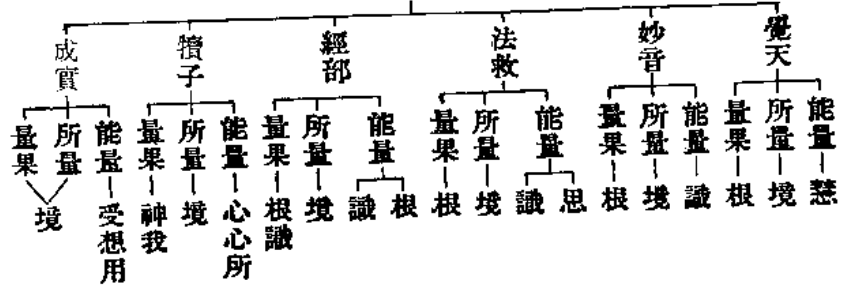 覺天
能量
慧
所量
境
量果
根
妙音
能量
識
所量
境
量果
根
法救
能量
思
識
所量
境
量果
根
經部
能量
根
識
所量
境
量果
根識
犢子
能量
心心所
所量
境
量果
神我
成實
能量
受想用
所量
量果
境